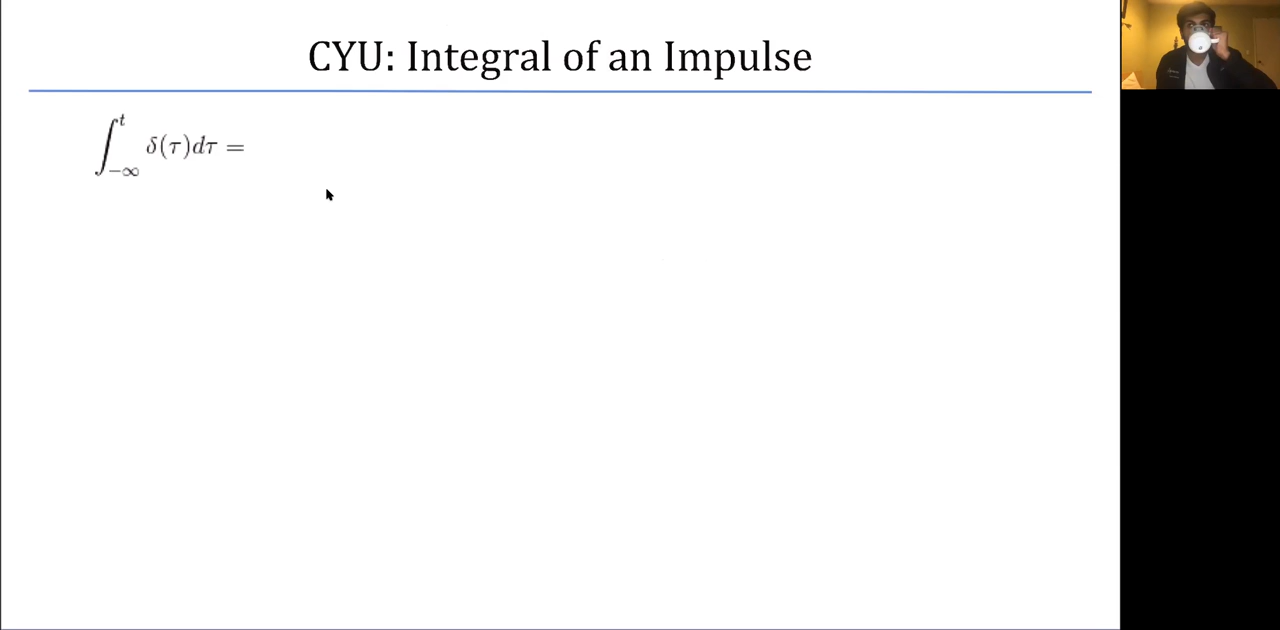 CYU: Integral of an Impulse
∫_{-∞}^{t} δ(τ)dτ =